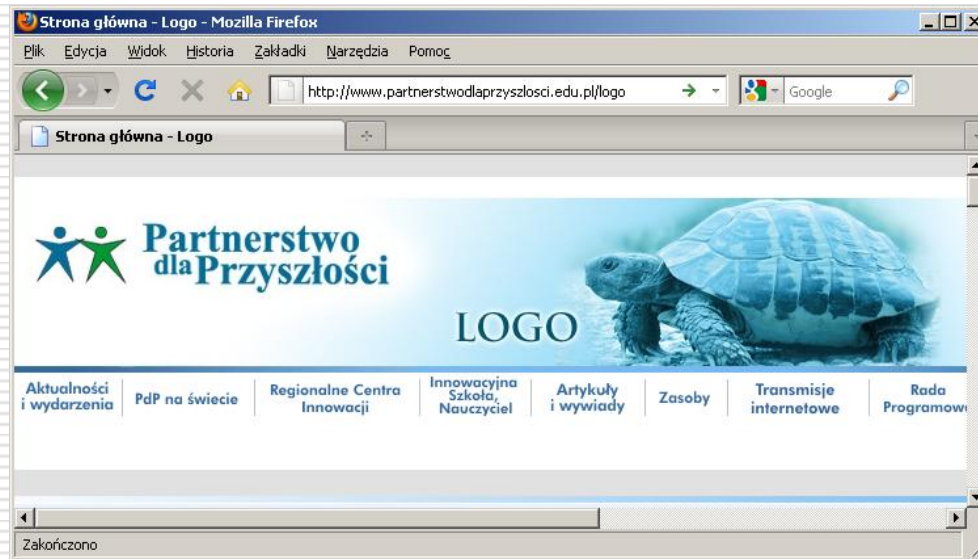 Strona główna - Logo - Mozilla Firefox
Plik Edycja Widok Historia Zakładki Narzędzia Pomoc
http://www.partnerstwodlaprzyszlosci.edu.pl/logo Google
Strona główna - Logo
Partnerstwo
dla Przyszłości
LOGO
Aktualności
i wydarzenia
PdP na świecie
Regionalne Centra
Innowacji
Innowacyjna
Szkoła,
Nauczyciel
Artykuły
i wywiady
Zasoby
Transmisje
internetowe
Rada
Programow
Zakończono